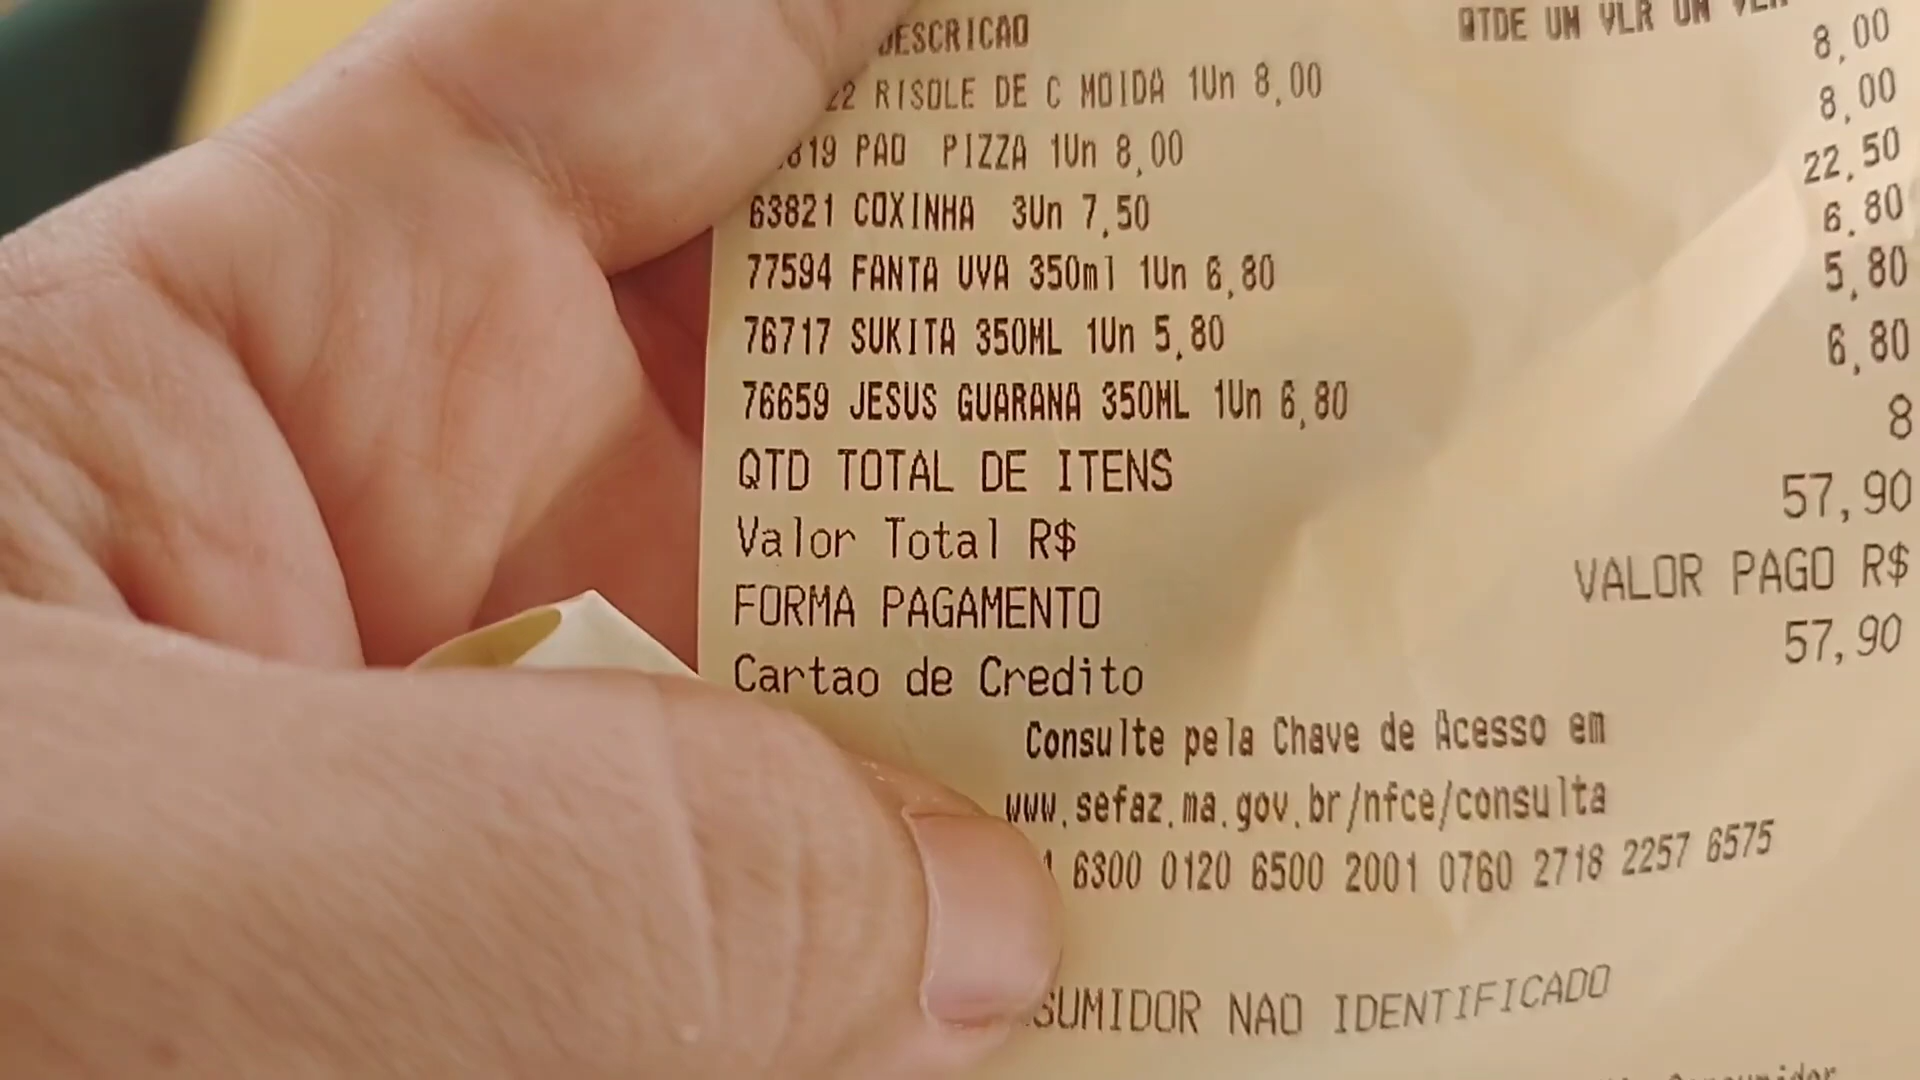 DESCRICAO QTDE UN VLR UN
22 RISOLE DE C MOIDA 1Un 8,00 8,00
819 PAO PIZZA 1Un 8,00 8,00
63821 COXINHA 3Un 7,50 22,50
77594 FANTA UVA 350ml 1Un 6,80 6,80
76717 SUKITA 350ML 1Un 5,80 5,80
76659 JESUS GUARANA 350ML 1Un 6,80 6,80
QTD TOTAL DE ITENS 8
Valor Total R$ 57,90
FORMA PAGAMENTO VALOR PAGO R$
Cartao de Credito 57,90
Consulte pela Chave de Acesso em
www.sefaz.ma.gov.br/nfce/consulta
6300 0120 6500 2001 0760 2718 2257 6575
SUMIDOR NAO IDENTIFICADO